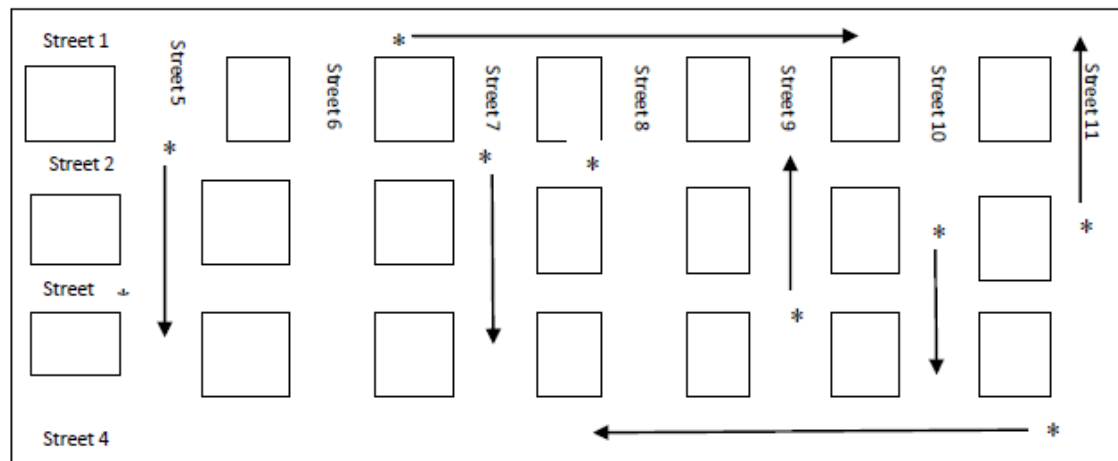 Street 1
Street 5
Street 6
*
Street 7
Street 8
Street 9
Street 10
Street 11
*
Street 2
*
*
*
*
Street *
*
Street 4
*